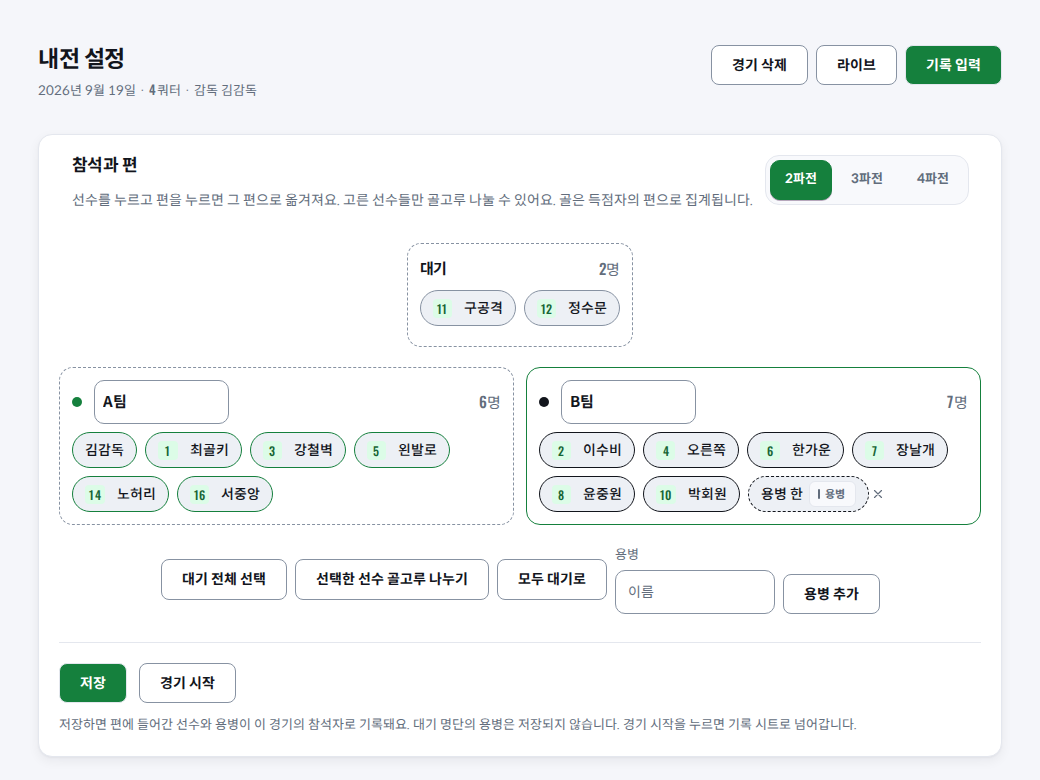 내전 설정
2026년 9월 19일 · 4쿼터 · 감독 김감독
경기 삭제
라이브
기록 입력
참석과 편
선수를 누르고 편을 누르면 그 편으로 옮겨져요. 고른 선수들만 골고루 나눌 수 있어요. 골은 득점자의 편으로 집계됩니다.
2파전
3파전
4파전
대기
2명
11 구공격
12 정수문
A팀
6명
김감독
1 최골키
3 강철벽
5 왼발로
14 노허리
16 서중앙
B팀
7명
2 이수비
4 오른쪽
6 한가운
7 장날개
8 윤중원
10 박회원
용병 한 용병 ×
대기 전체 선택
선택한 선수 골고루 나누기
모두 대기로
용병
이름
용병 추가
저장
경기 시작
저장하면 편에 들어간 선수와 용병이 이 경기의 참석자로 기록돼요. 대기 명단의 용병은 저장되지 않습니다. 경기 시작을 누르면 기록 시트로 넘어갑니다.